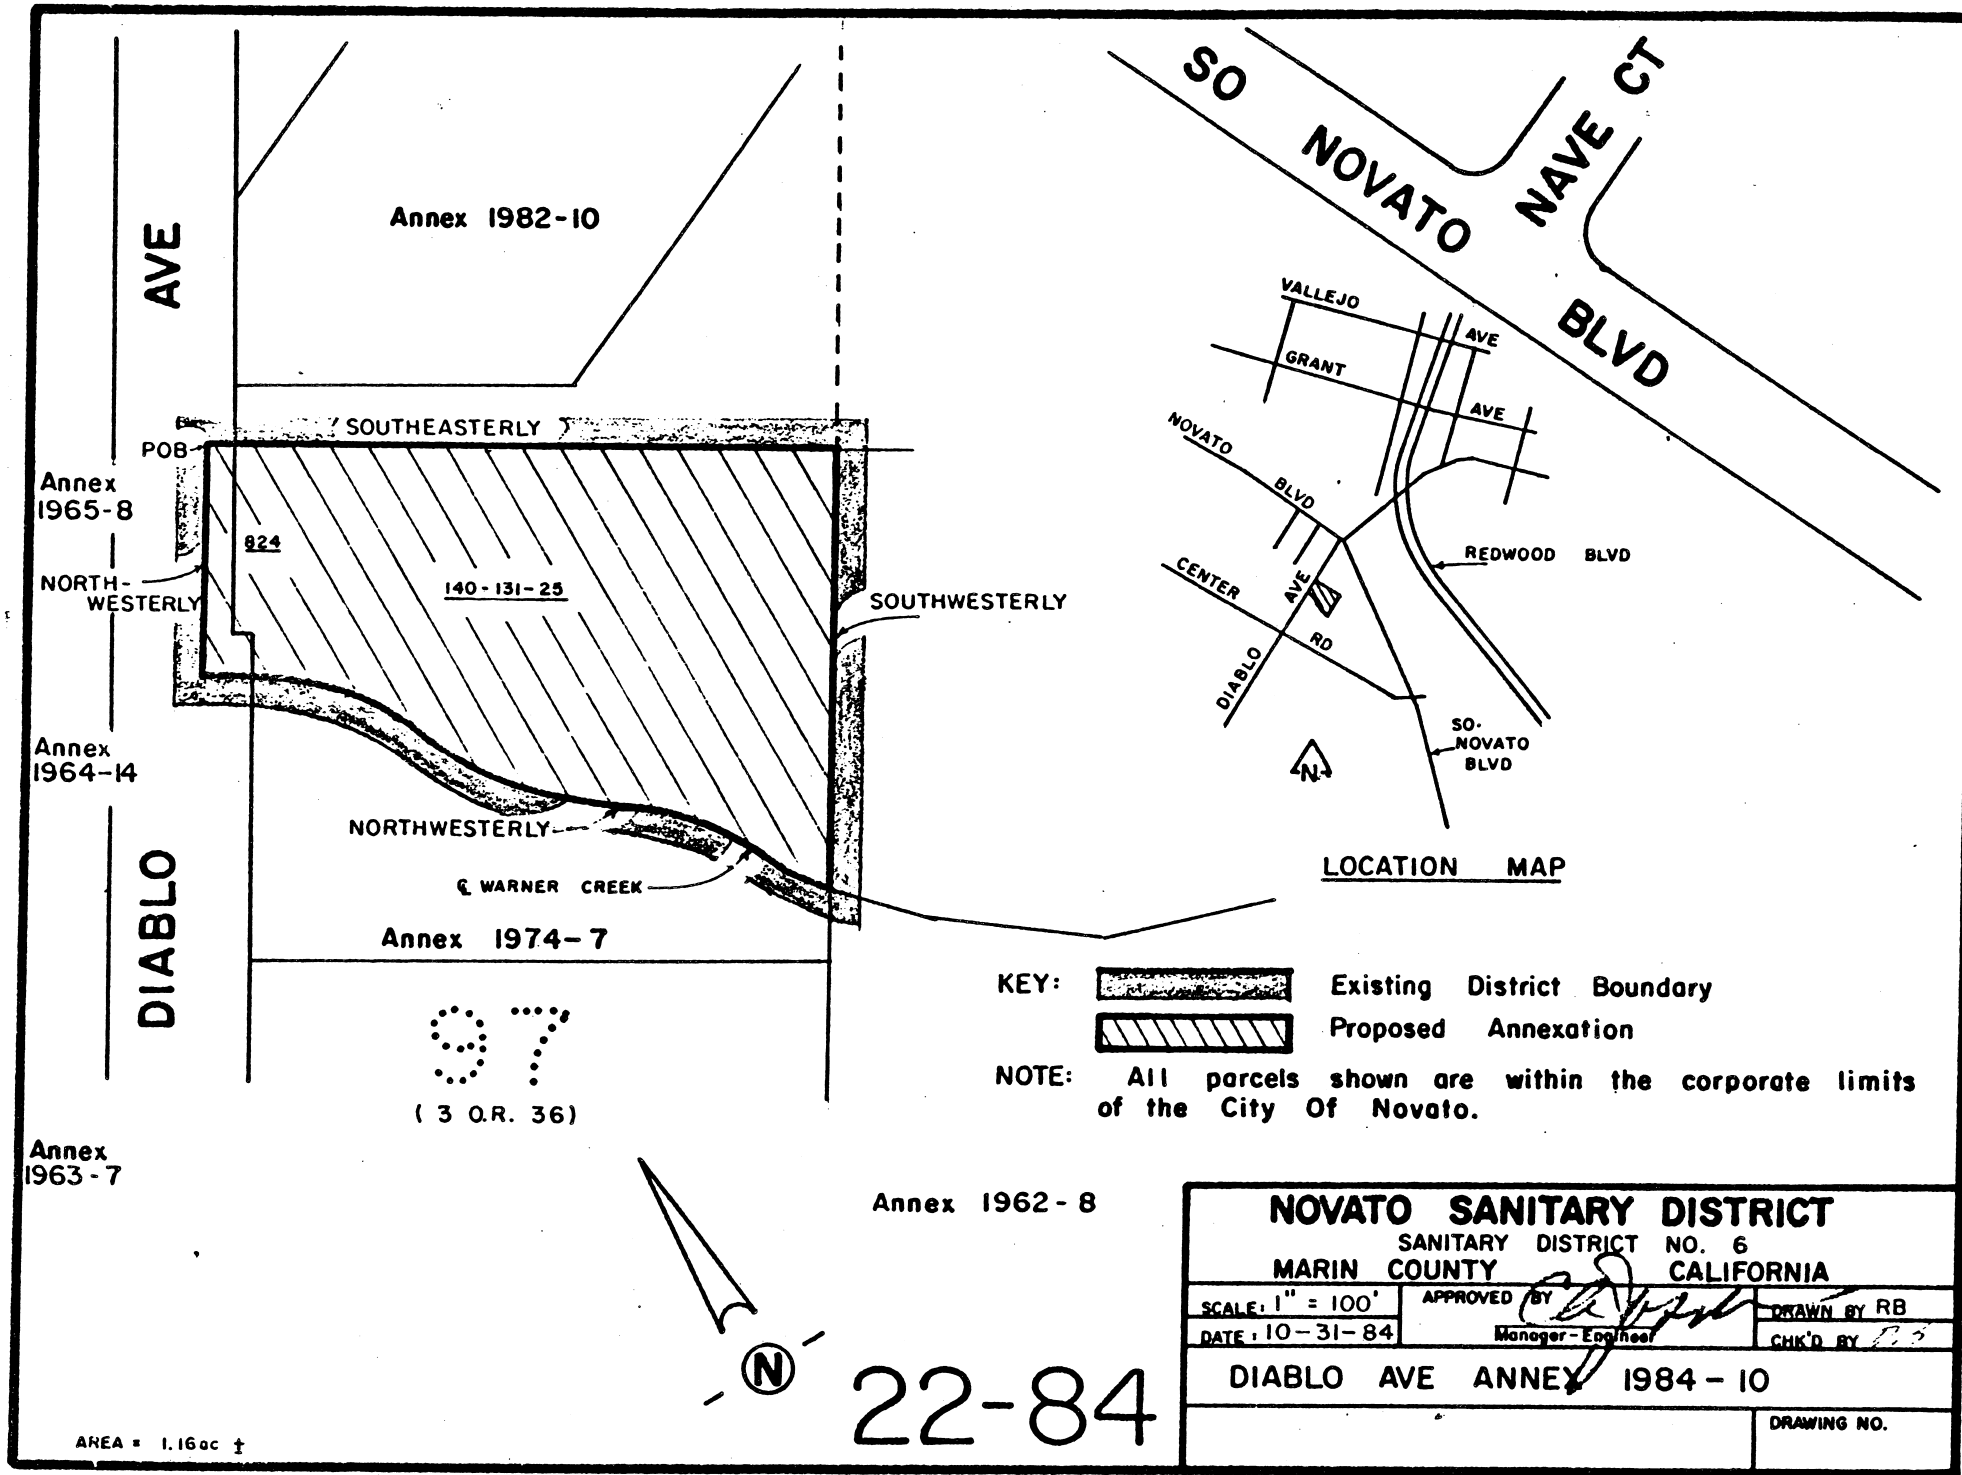 SO NOVATO BLVD
NAVE CT
AVE
DIABLO
Annex 1982-10
SOUTHEASTERLY
POB
Annex
1965-8
824
140-131-25
NORTH-
WESTERLY
SOUTHWESTERLY
Annex
1964-14
NORTHWESTERLY
℄ WARNER CREEK
Annex 1974-7
97
(3 O.R. 36)
Annex
1963-7
Annex 1962-8
VALLEJO AVE
GRANT AVE
NOVATO BLVD
REDWOOD BLVD
CENTER RD
DIABLO AVE
SO.
NOVATO
BLVD
N
LOCATION MAP
KEY:
Existing District Boundary
Proposed Annexation
NOTE: All parcels shown are within the corporate limits
of the City Of Novato.
N
22-84
AREA = 1.16ac ±
NOVATO SANITARY DISTRICT
SANITARY DISTRICT NO. 6
MARIN COUNTY CALIFORNIA
SCALE: 1" = 100'
APPROVED BY
Manager-Engineer
DRAWN BY RB
DATE: 10-31-84
CHK'D BY
DIABLO AVE ANNEX 1984-10
DRAWING NO.